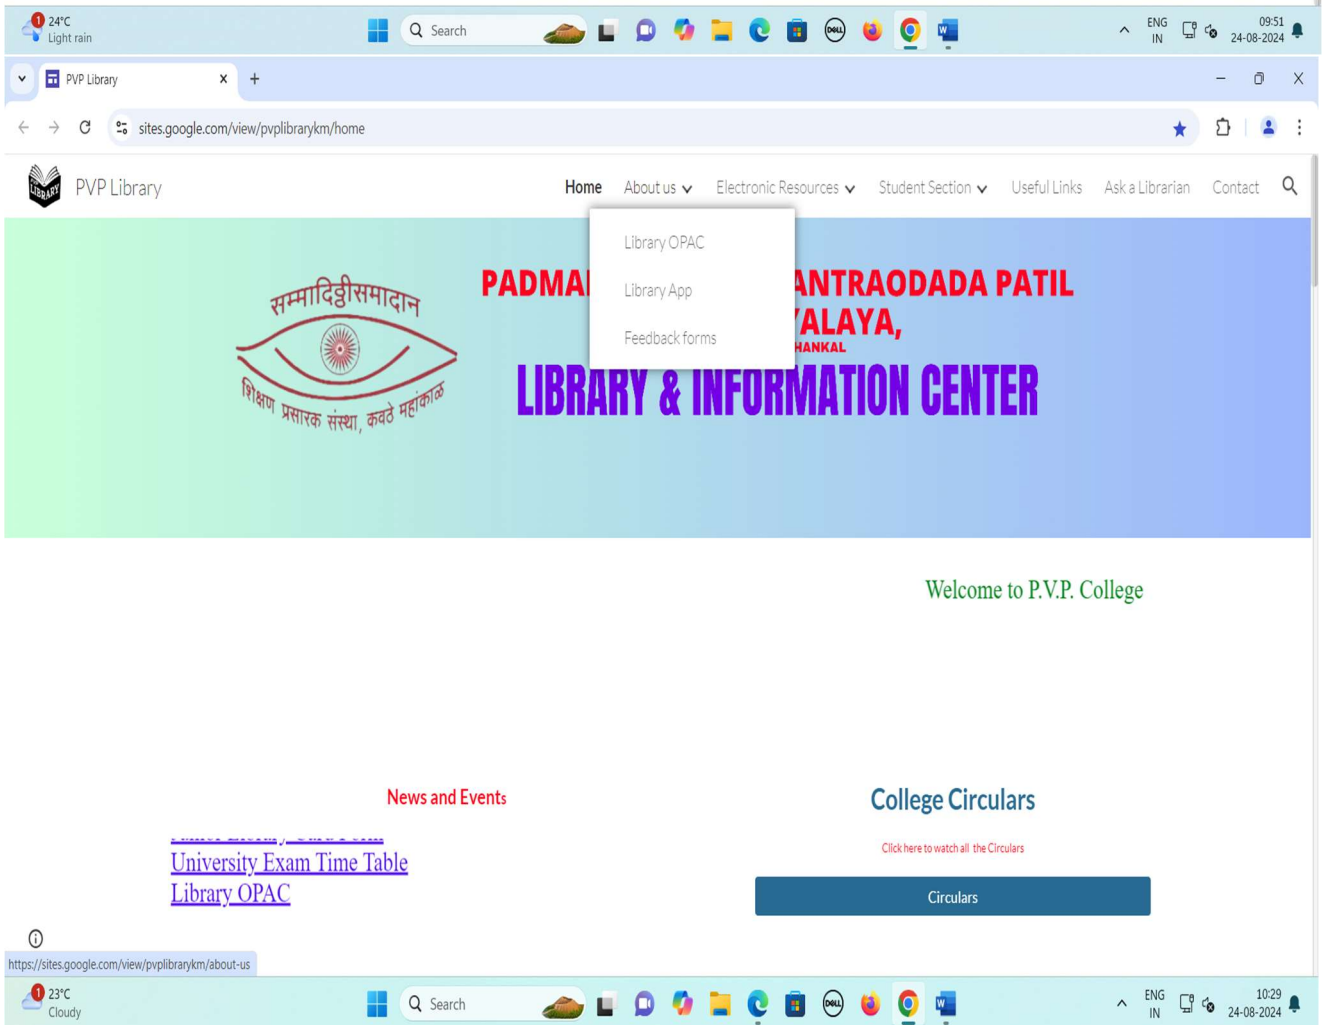 24°C
Light rain
Search
ENG
IN
09:51
24-08-2024
PVP Library
sites.google.com/view/pvplibrarykm/home
LIBRARY
PVP Library
Home About us Electronic Resources Student Section Useful Links Ask a Librarian Contact
Library OPAC
Library App
Feedback forms
सम्मादिठ्ठीसमादान
शिक्षण प्रसारक संस्था, कवठे महांकाळ
PADMA ANTRAODADA PATIL
ALAYA,
HANKAL
LIBRARY & INFORMATION CENTER
Welcome to P.V.P. College
News and Events
University Exam Time Table
Library OPAC
College Circulars
Click here to watch all the Circulars
Circulars
https://sites.google.com/view/pvplibrarykm/about-us
23°C
Cloudy
Search
ENG
IN
10:29
24-08-2024